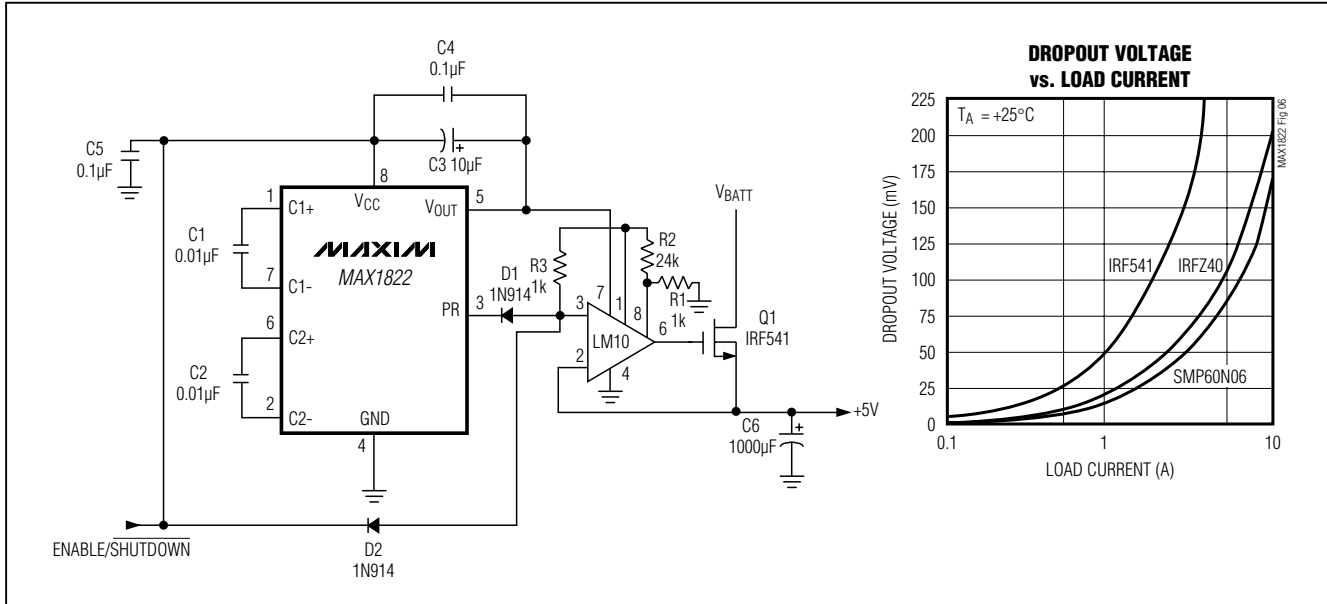 C4
0.1µF
C5
0.1µF
C3 10µF
+
8
VCC
5
VOUT
1
C1+
C1
0.01µF
7
C1-
MAXIM
MAX1822
6
C2+
C2
0.01µF
2
C2-
GND
4
PR
3
D1
1N914
R3
1k
R2
24k
R1
1k
3
7
1
8
LM10
2
4
6
VBATT
Q1
IRF541
+5V
C6
1000µF
+
ENABLE/SHUTDOWN
D2
1N914
DROPOUT VOLTAGE
vs. LOAD CURRENT
TA = +25°C
MAX1822 Fig 06
DROPOUT VOLTAGE (mV)
225
200
175
150
125
100
75
50
25
0
IRF541
IRFZ40
SMP60N06
0.1
1
10
LOAD CURRENT (A)